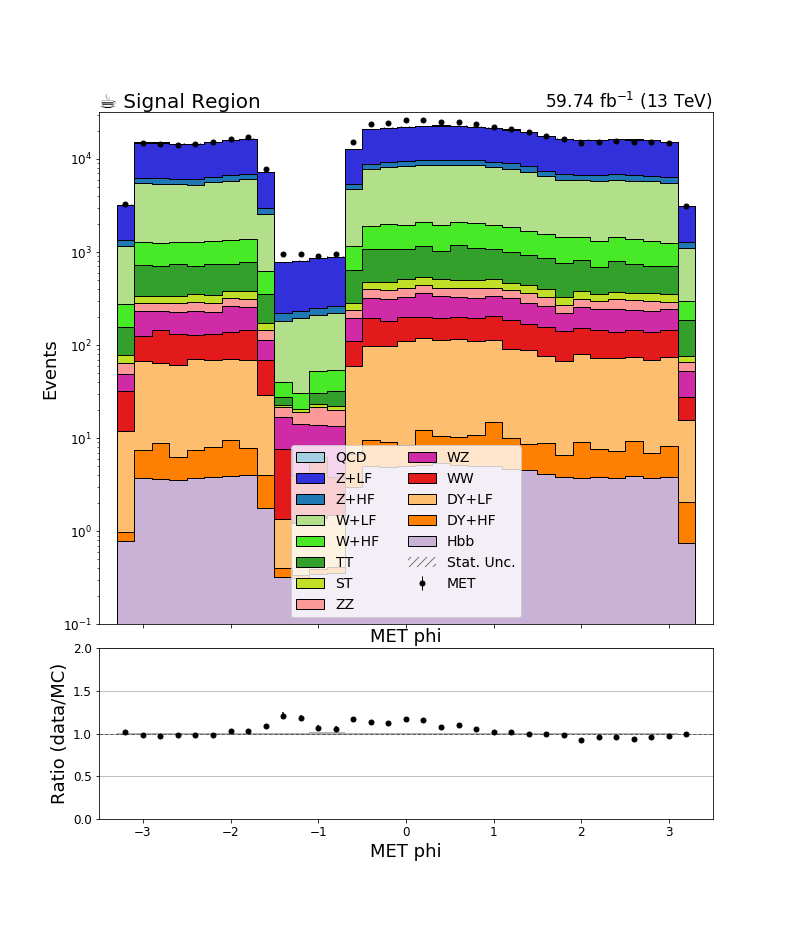 ☕ Signal Region
59.74 fb⁻¹ (13 TeV)
Events
10⁴
10³
10²
10¹
10⁰
10⁻¹
QCD
Z+LF
Z+HF
W+LF
W+HF
TT
ST
ZZ
WZ
WW
DY+LF
DY+HF
Hbb
Stat. Unc.
MET
MET phi
Ratio (data/MC)
2.0
1.5
1.0
0.5
0.0
−3 −2 −1 0 1 2 3
MET phi